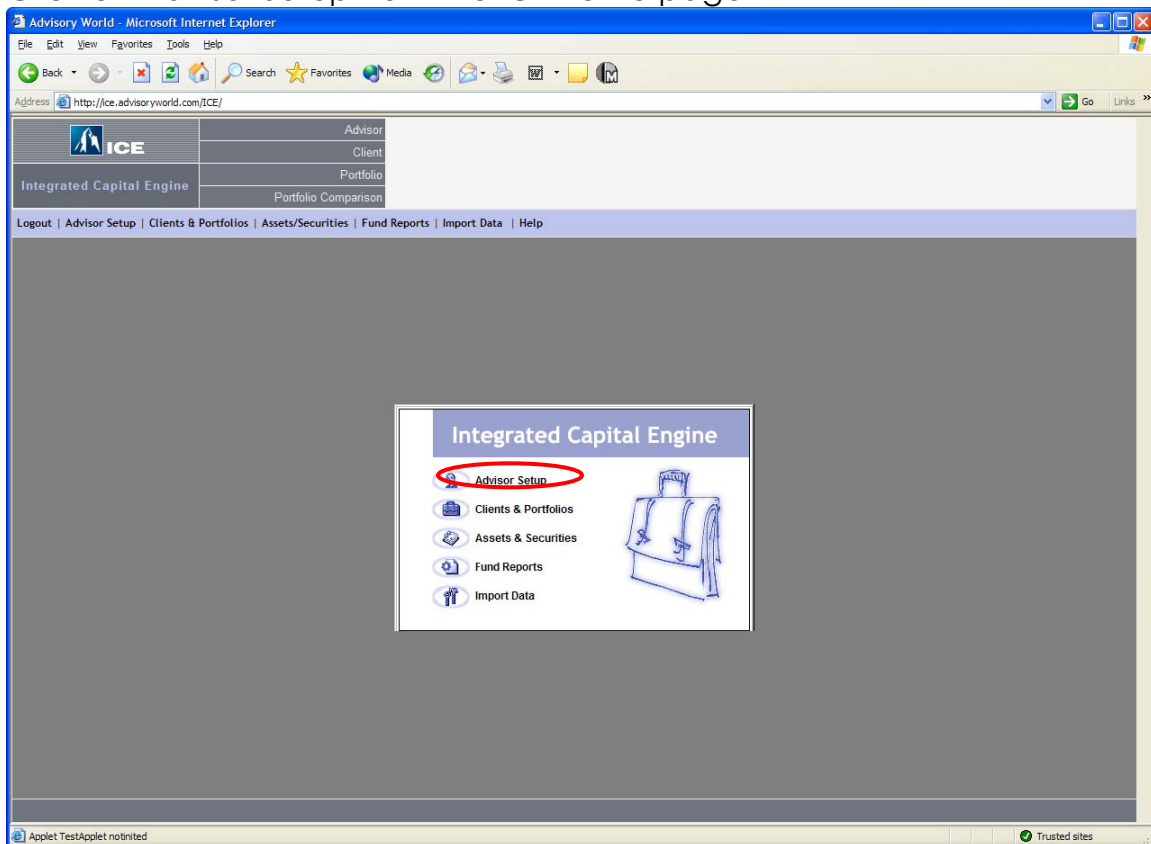 Advisory World - Microsoft Internet Explorer
File Edit View Favorites Tools Help
Back Search Favorites Media
Address http://ice.advisoryworld.com/ICE/ Go Links »
ICE
Integrated Capital Engine
Advisor
Client
Portfolio
Portfolio Comparison
Logout | Advisor Setup | Clients & Portfolios | Assets/Securities | Fund Reports | Import Data | Help
Integrated Capital Engine
Advisor Setup
Clients & Portfolios
Assets & Securities
Fund Reports
Import Data
Applet TestApplet notinited Trusted sites